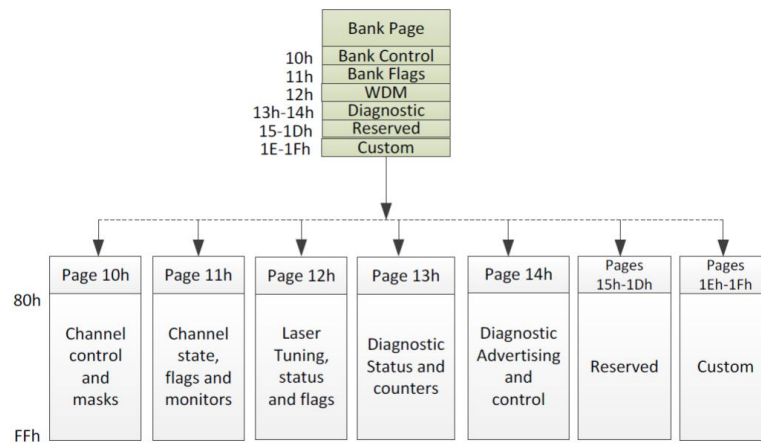 Bank Page
10h Bank Control
11h Bank Flags
12h WDM
13h-14h Diagnostic
15-1Dh Reserved
1E-1Fh Custom
Page 10h
Page 11h
Page 12h
Page 13h
Page 14h
Pages
15h-1Dh
Pages
1Eh-1Fh
80h
Channel
control
and
masks
Channel
state,
flags and
monitors
Laser
Tuning,
status
and flags
Diagnostic
Status and
counters
Diagnostic
Advertising
and
control
Reserved
Custom
FFh